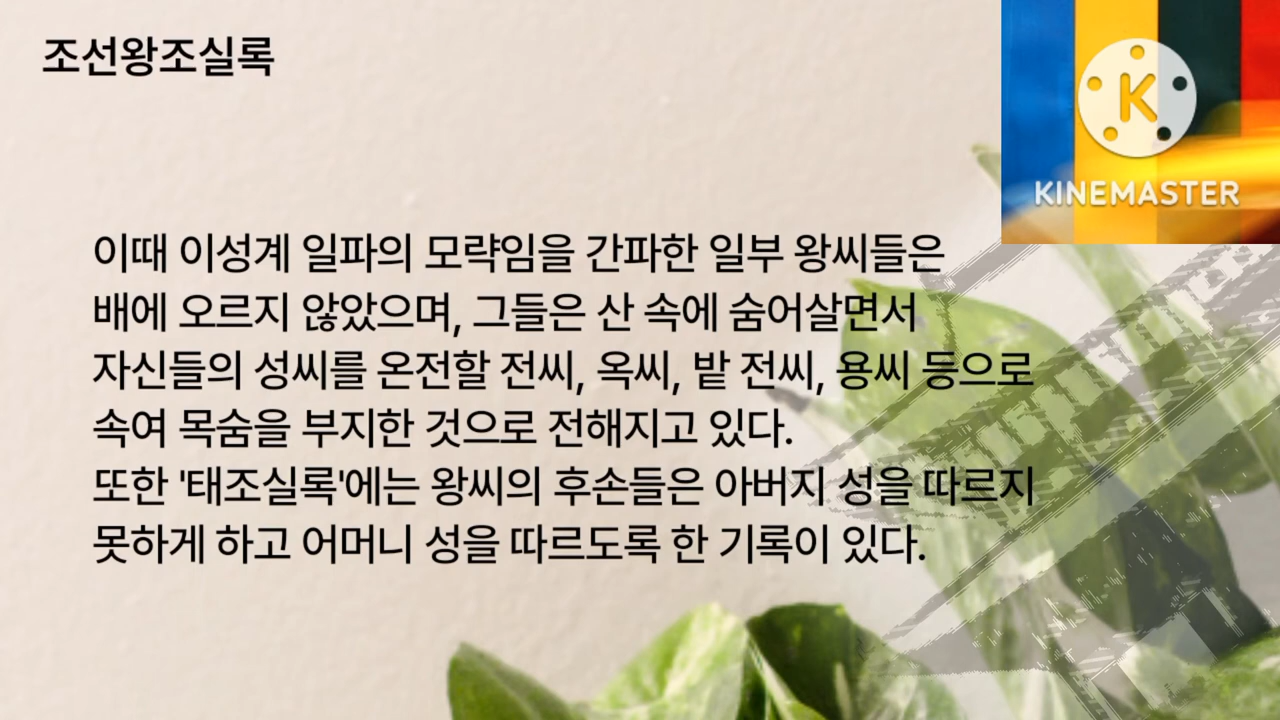 조선왕조실록
KINEMASTER
이때 이성계 일파의 모략임을 간파한 일부 왕씨들은
배에 오르지 않았으며, 그들은 산 속에 숨어살면서
자신들의 성씨를 온전할 전씨, 옥씨, 밭 전씨, 용씨 등으로
속여 목숨을 부지한 것으로 전해지고 있다.
또한 '태조실록'에는 왕씨의 후손들은 아버지 성을 따르지
못하게 하고 어머니 성을 따르도록 한 기록이 있다.